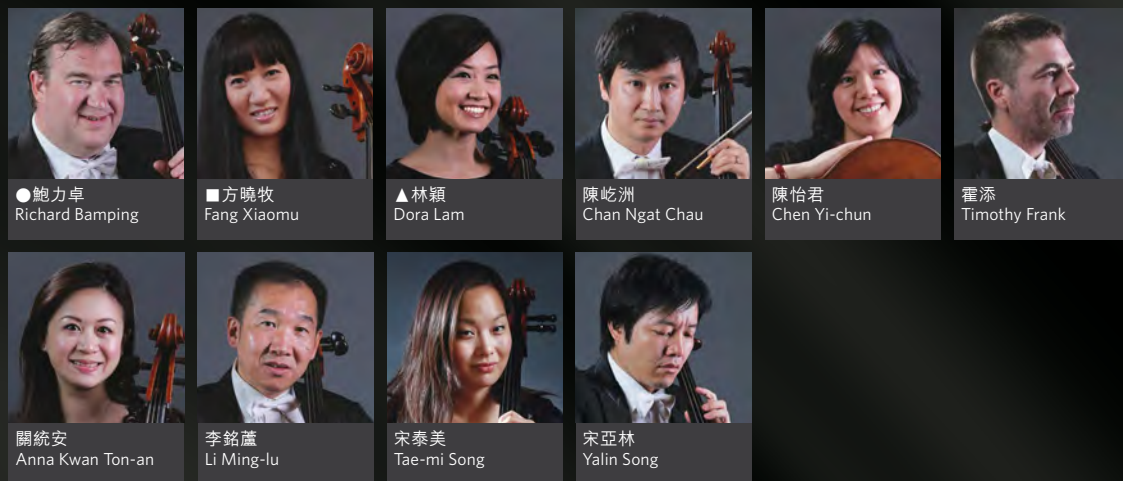 ●鮑力卓
Richard Bamping
■方曉牧
Fang Xiaomu
▲林穎
Dora Lam
陳屹洲
Chan Ngat Chau
陳怡君
Chen Yi-chun
霍添
Timothy Frank
關統安
Anna Kwan Ton-an
李銘蘆
Li Ming-lu
宋泰美
Tae-mi Song
宋亞林
Yalin Song